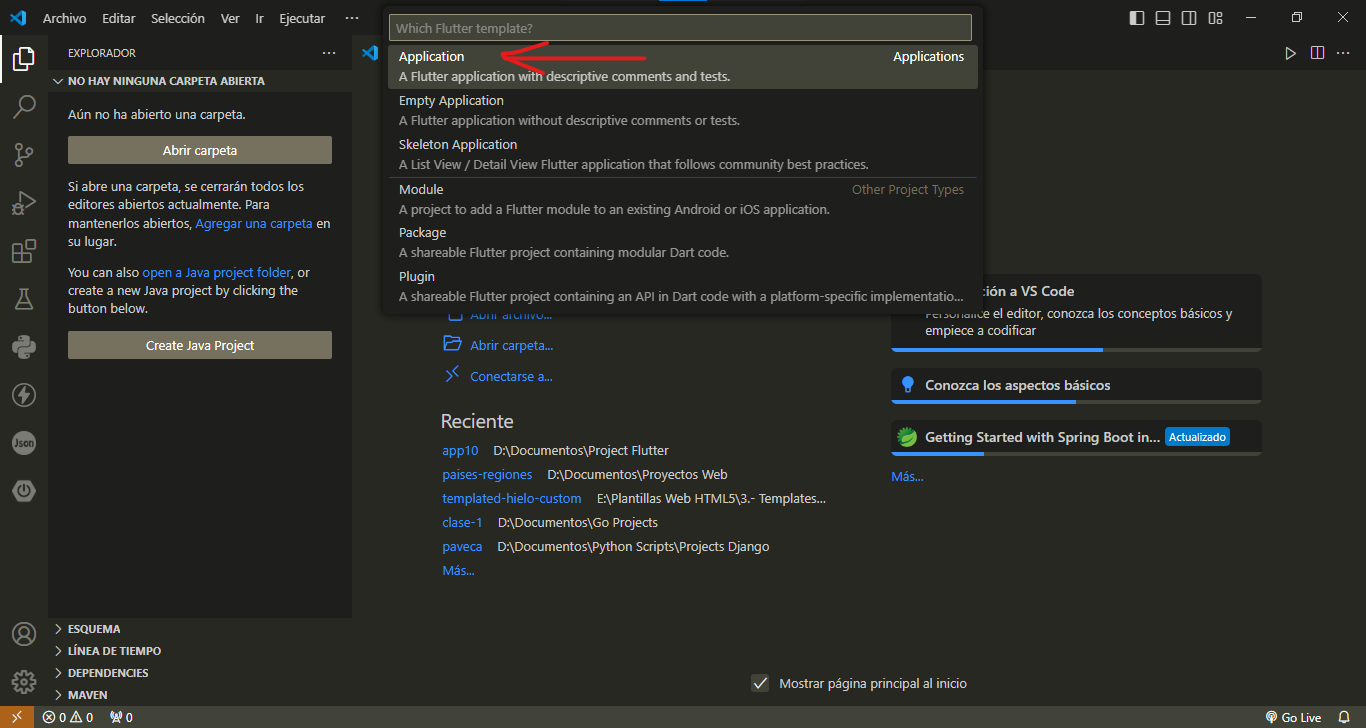 Archivo Editar Selección Ver Ir Ejecutar ···
Which Flutter template?
Application Applications
A Flutter application with descriptive comments and tests.
Empty Application
A Flutter application without descriptive comments or tests.
Skeleton Application
A List View / Detail View Flutter application that follows community best practices.
Module Other Project Types
A project to add a Flutter module to an existing Android or iOS application.
Package
A shareable Flutter project containing modular Dart code.
Plugin
A shareable Flutter project containing an API in Dart code with a platform-specific implementatio...
EXPLORADOR ···
NO HAY NINGUNA CARPETA ABIERTA
Aún no ha abierto una carpeta.
Abrir carpeta
Si abre una carpeta, se cerrarán todos los
editores abiertos actualmente. Para
mantenerlos abiertos, Agregar una carpeta en
su lugar.
You can also open a Java project folder, or
create a new Java project by clicking the
button below.
Create Java Project
Json
ESQUEMA
LÍNEA DE TIEMPO
DEPENDENCIES
MAVEN
Abrir archivo...
Abrir carpeta...
Conectarse a...
Reciente
app10 D:\Documentos\Project Flutter
paises-regiones D:\Documentos\Proyectos Web
templated-hielo-custom E:\Plantillas Web HTML5\3.- Templates...
clase-1 D:\Documentos\Go Projects
paveca D:\Documentos\Python Scripts\Projects Django
Más...
ción a VS Code
Personalice el editor, conozca los conceptos básicos y
empiece a codificar
Conozca los aspectos básicos
Getting Started with Spring Boot in... Actualizado
Más...
Mostrar página principal al inicio
0 0 0 Go Live